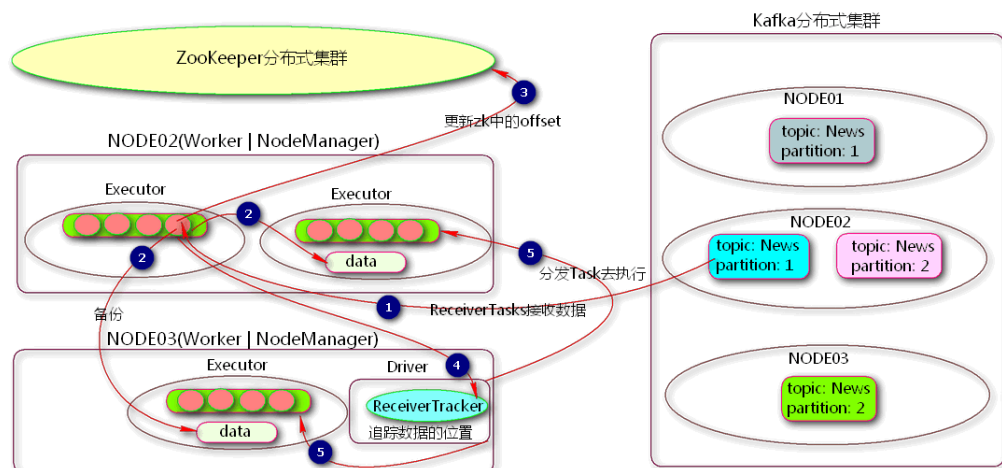 Kafka分布式集群
ZooKeeper分布式集群
3
更新zk中的offset
NODE01
topic: News
partition: 1
NODE02(Worker | NodeManager)
Executor
Executor
2
2
data
5
分发Task去执行
NODE02
topic: News
partition: 1
topic: News
partition: 2
1
ReceiverTasks接收数据
备份
NODE03(Worker | NodeManager)
Executor
Driver
4
ReceiverTracker
追踪数据的位置
data
5
NODE03
topic: News
partition: 2